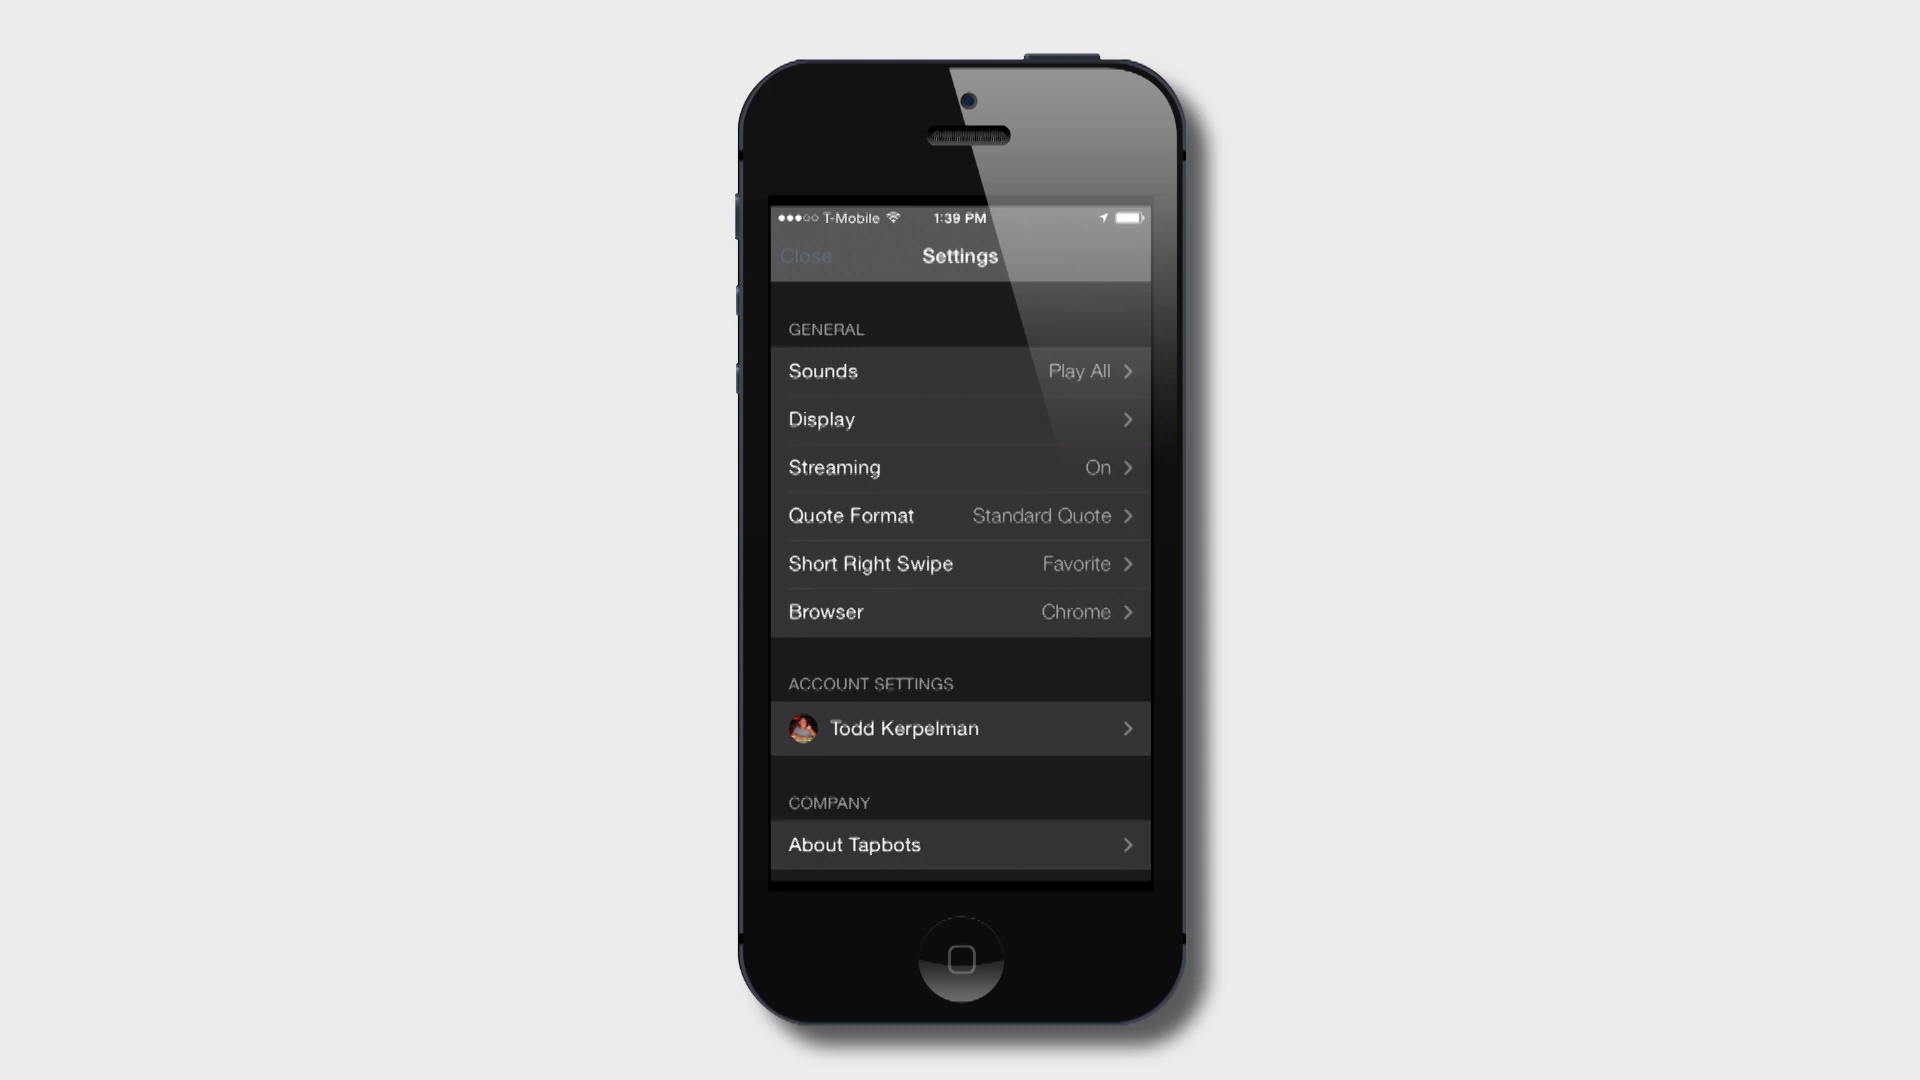 T-Mobile 1:39 PM
Close Settings
GENERAL
Sounds Play All
Display
Streaming On
Quote Format Standard Quote
Short Right Swipe Favorite
Browser Chrome
ACCOUNT SETTINGS
Todd Kerpelman
COMPANY
About Tapbots